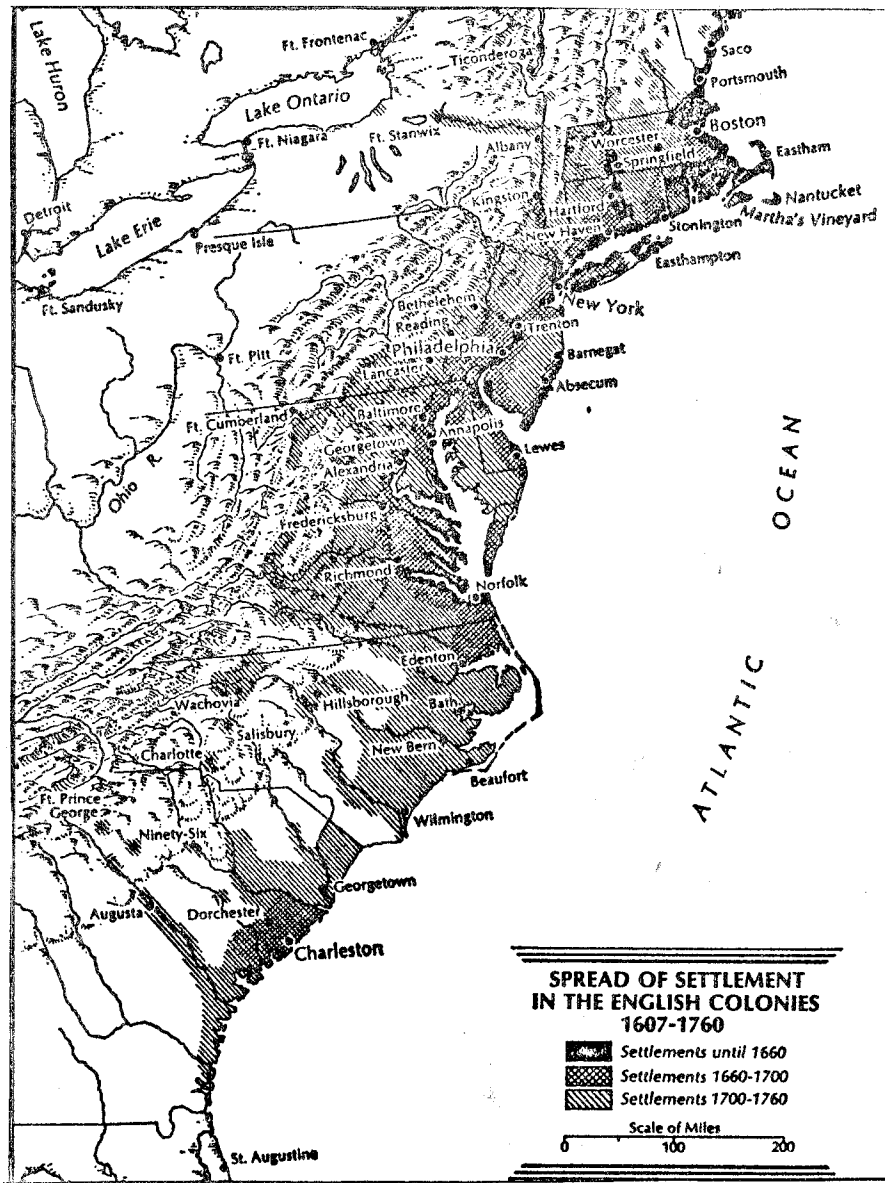 Lake Huron
Ft. Frontenac
Ticonderoga
Saco
Portsmouth
Lake Ontario
Ft. Niagara
Ft. Stanwix
Albany
Worcester
Boston
Springfield
Eastham
Kingston
Hartford
Nantucket
Martha's Vineyard
Detroit
Lake Erie
Presque Isle
New Haven
Stonington
Easthampton
Ft. Sandusky
New York
Bethelehem
Reading
Trenton
Ft. Pitt
Philadelphia
Lancaster
Barnegat
Absecum
Ft. Cumberland
Baltimore
Annapolis
Georgetown
Lewes
Alexandria
Ohio R.
Fredericksburg
Richmond
Norfolk
ATLANTIC OCEAN
Edenton
Wachovia
Hillsborough
Bath
Salisbury
New Bern
Charlotte
Beaufort
Ft. Prince
George
Wilmington
Ninety-Six
Georgetown
Augusta
Dorchester
Charleston
St. Augustine
SPREAD OF SETTLEMENT
IN THE ENGLISH COLONIES
1607-1760
Settlements until 1660
Settlements 1660-1700
Settlements 1700-1760
Scale of Miles
0 100 200